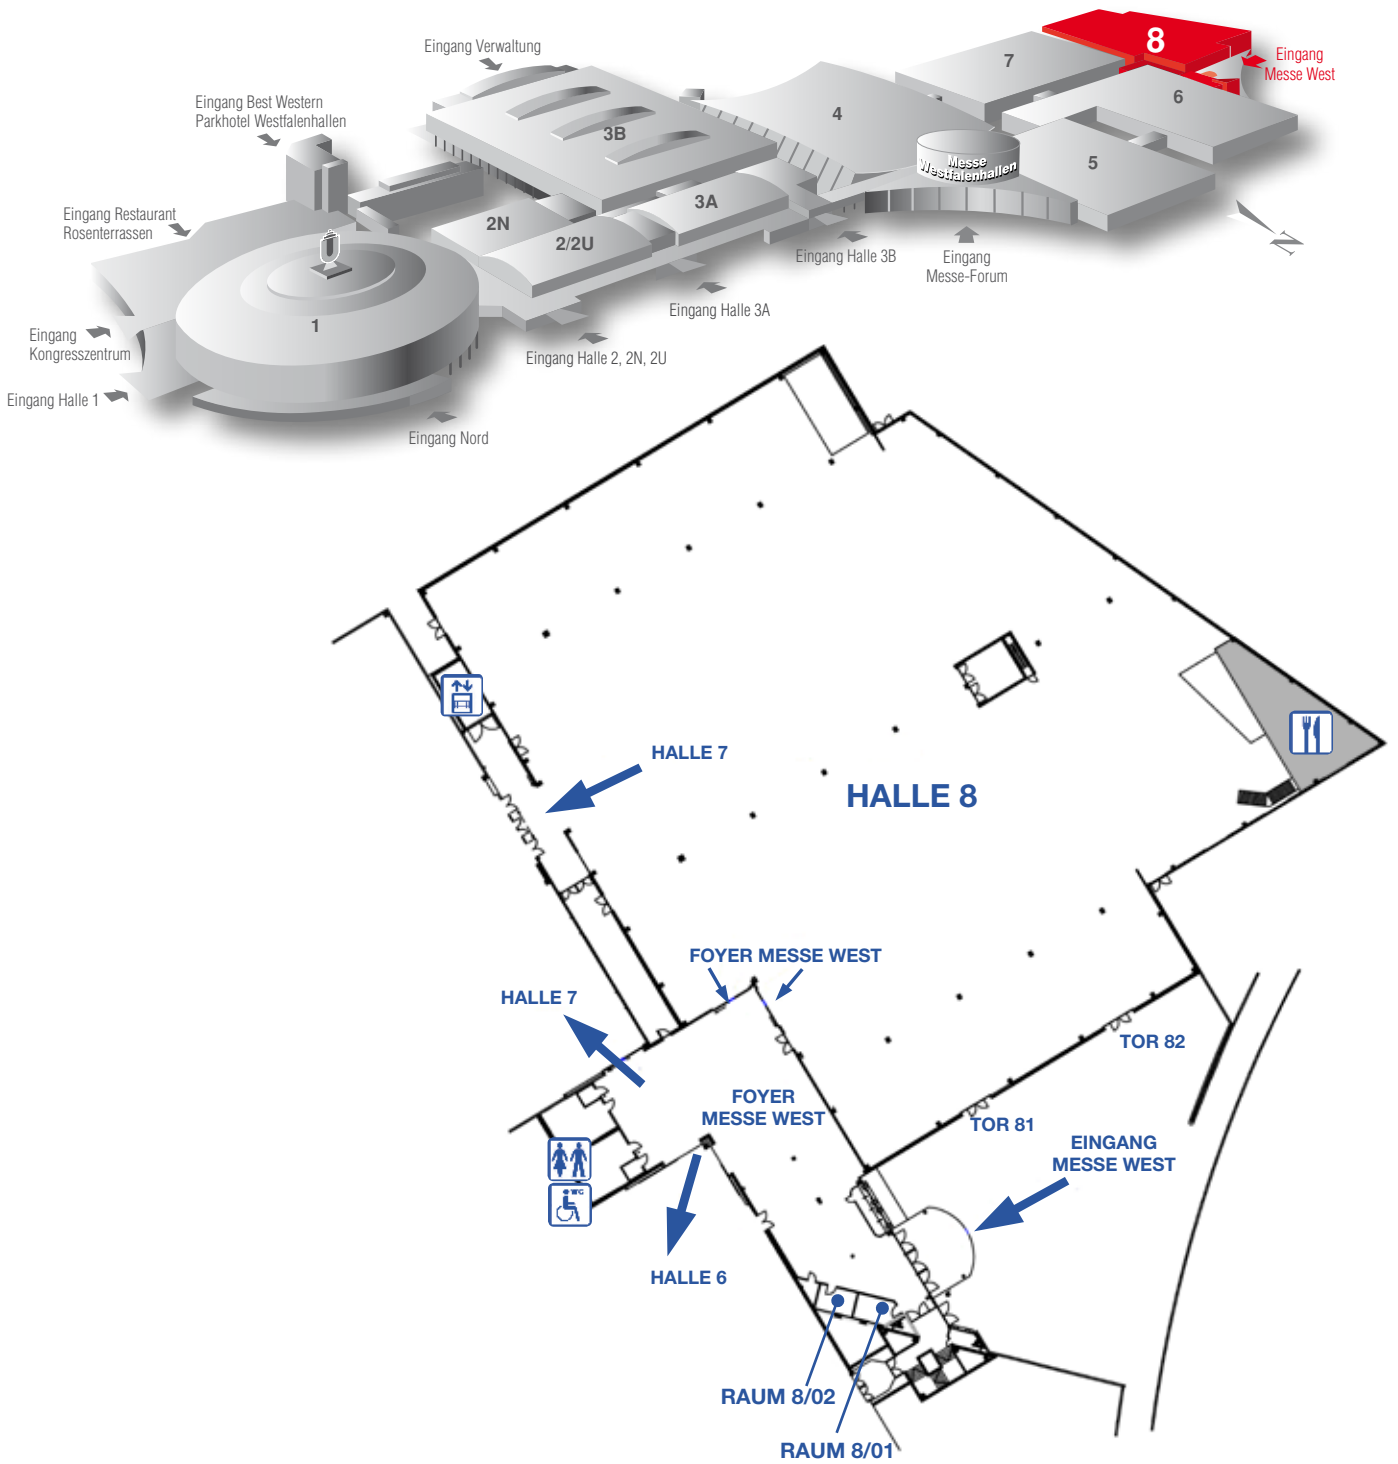 Eingang Verwaltung
Eingang Best Western
Parkhotel Westfalenhallen
Eingang Restaurant
Rosenterrassen
Eingang
Kongresszentrum
Eingang Halle 1
Eingang Nord
Eingang Halle 2, 2N, 2U
Eingang Halle 3A
Eingang Halle 3B
Eingang
Messe-Forum
Eingang
Messe West
1
2N
2/2U
3A
3B
4
Messe
Westfalenhallen
5
6
7
8
N
HALLE 7
HALLE 8
FOYER MESSE WEST
HALLE 7
TOR 82
FOYER
MESSE WEST
TOR 81
EINGANG
MESSE WEST
WC
HALLE 6
RAUM 8/02
RAUM 8/01